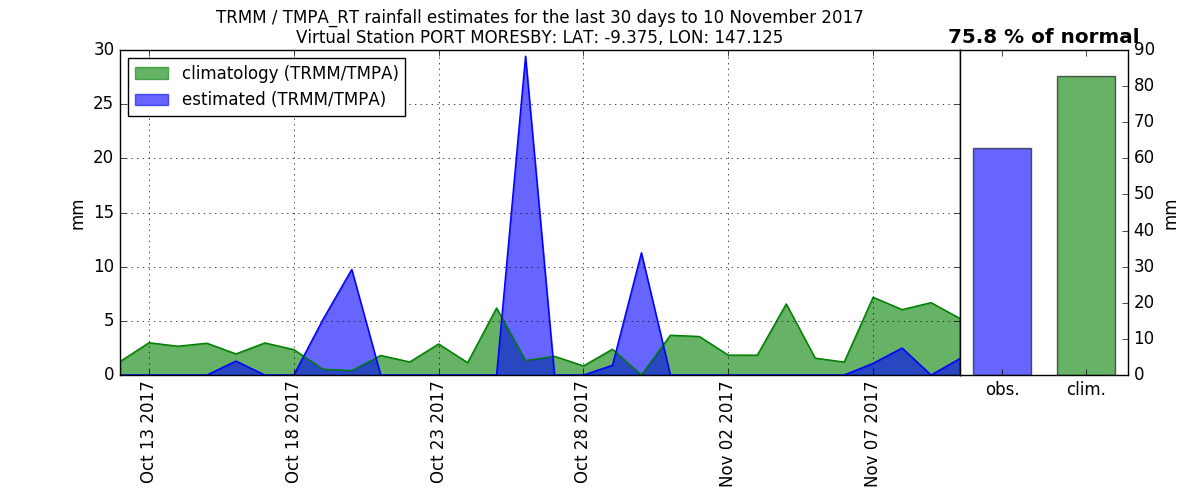 TRMM / TMPA_RT rainfall estimates for the last 30 days to 10 November 2017
Virtual Station PORT MORESBY: LAT: -9.375, LON: 147.125
75.8 % of normal
climatology (TRMM/TMPA)
estimated (TRMM/TMPA)
30
25
20
15
10
5
0
mm
Oct 13 2017
Oct 18 2017
Oct 23 2017
Oct 28 2017
Nov 02 2017
Nov 07 2017
90
80
70
60
50
40
30
20
10
0
mm
obs.
clim.